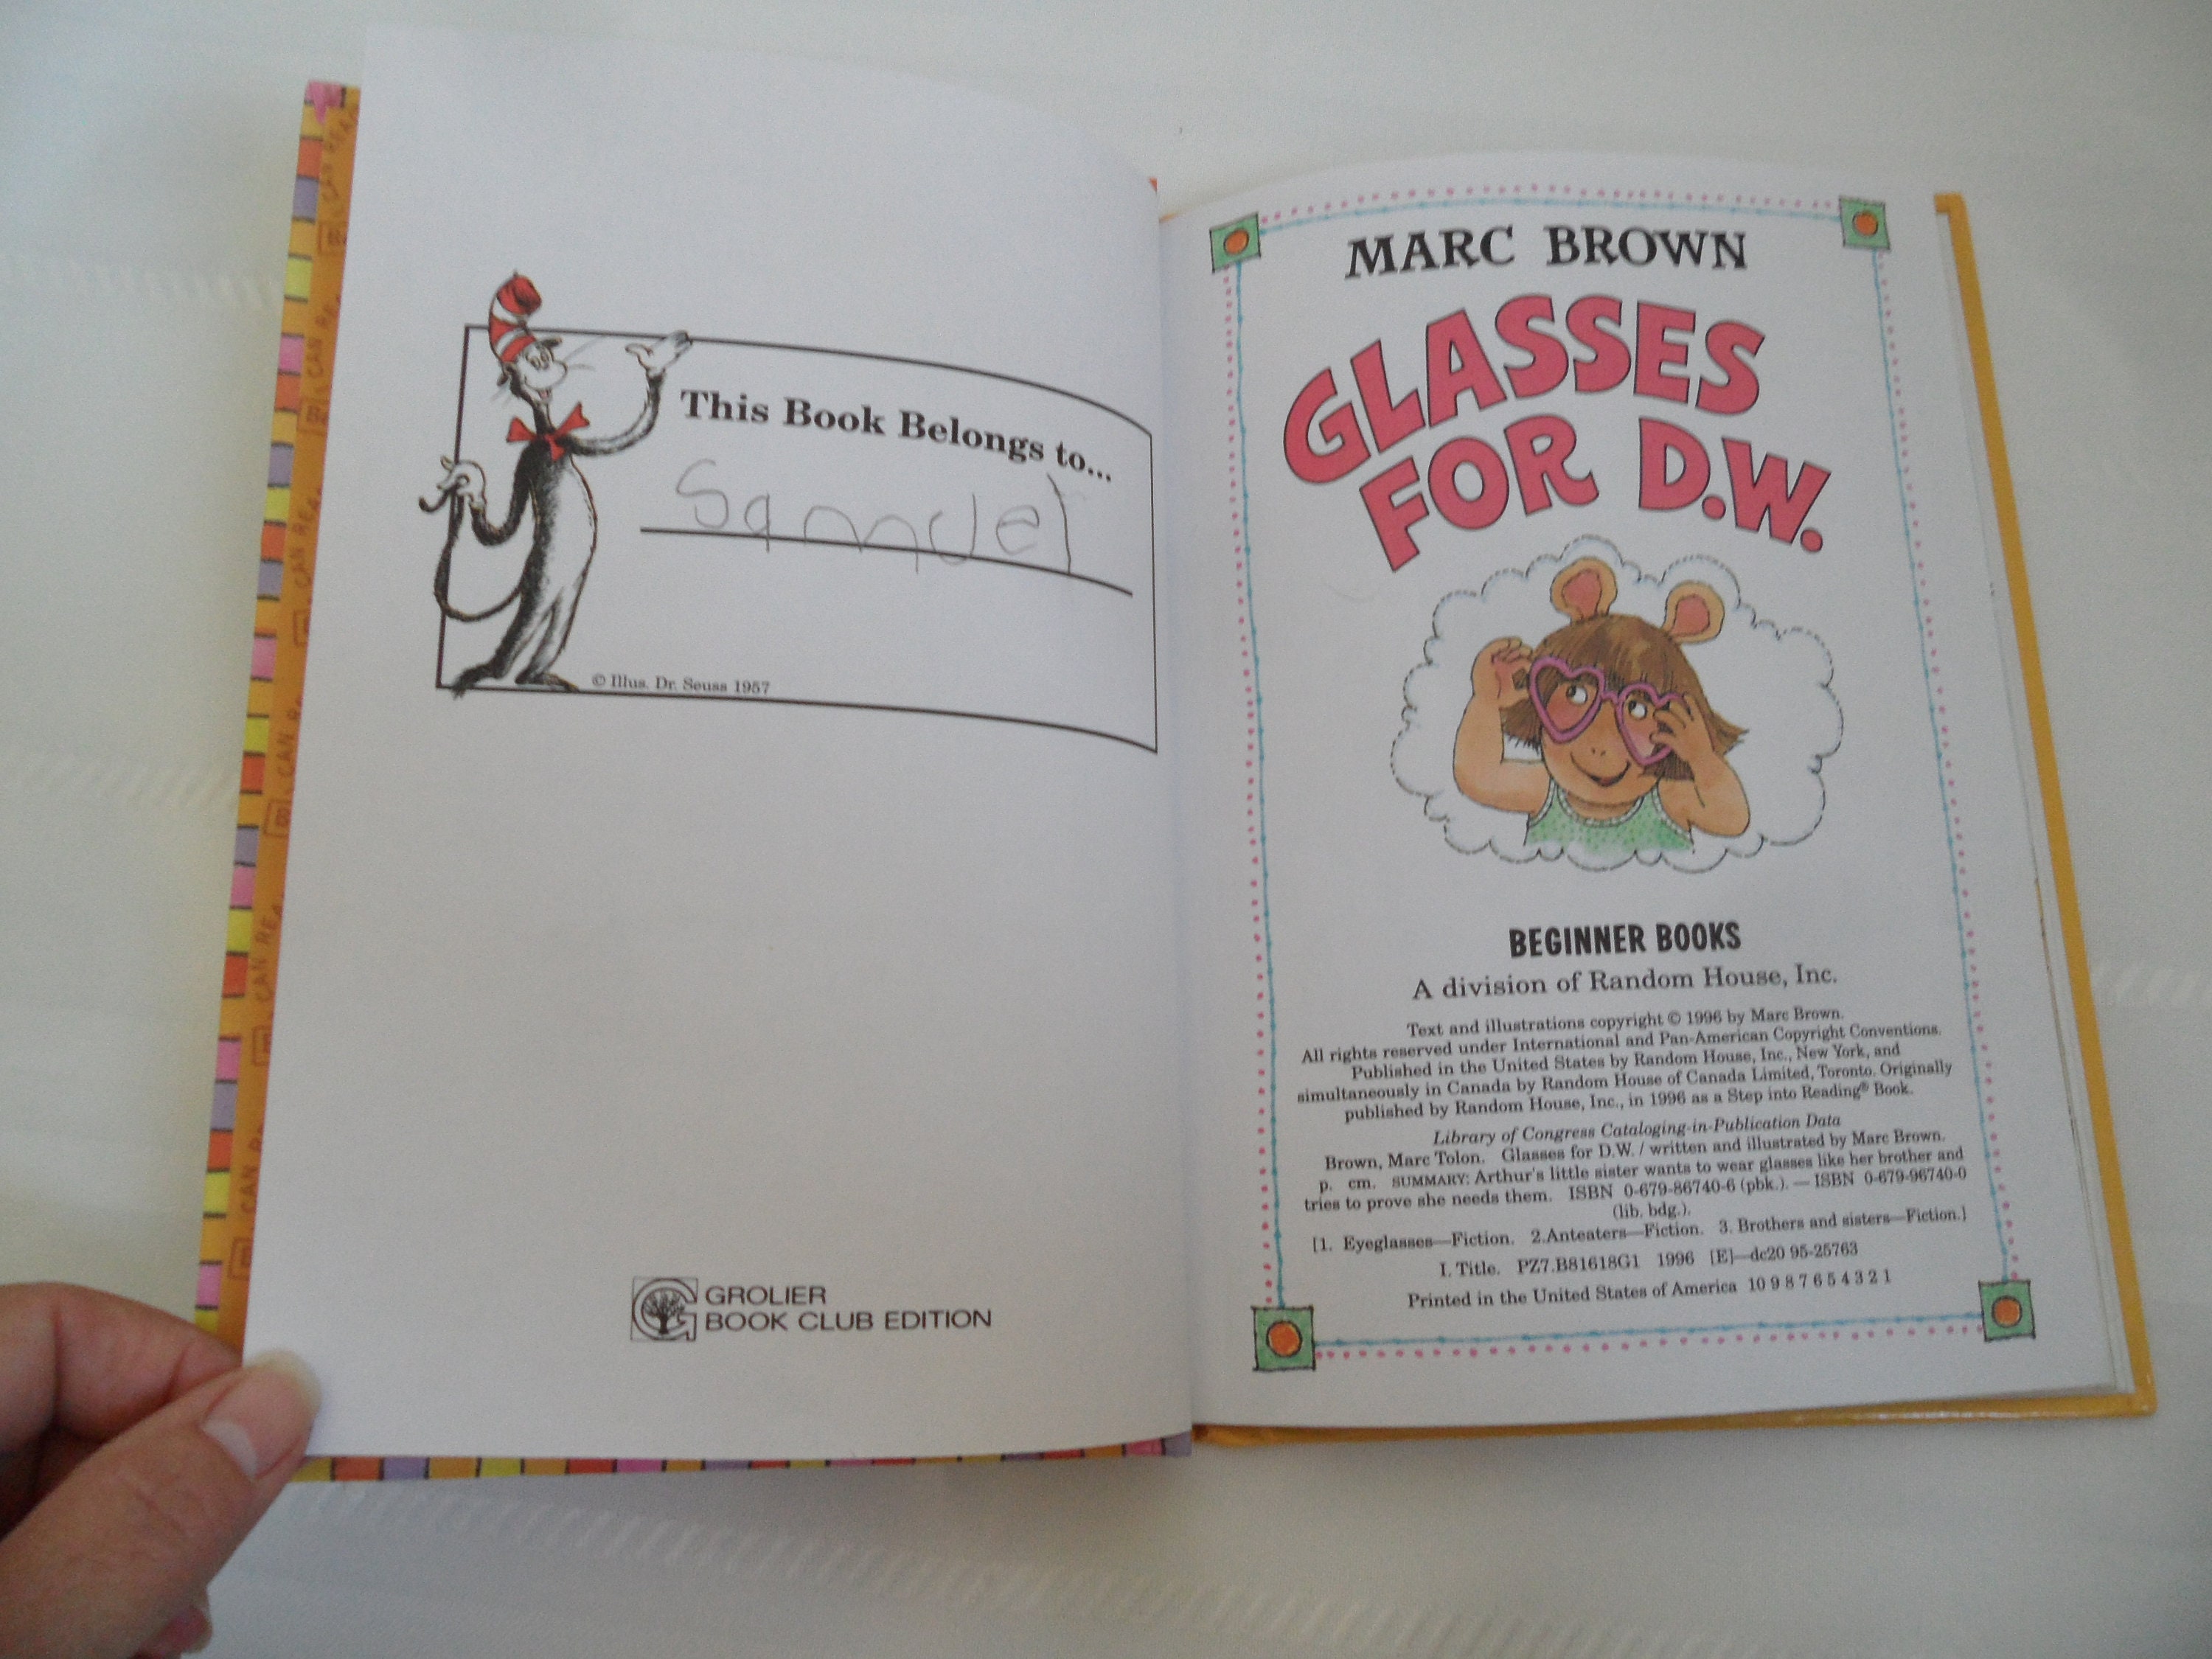 This Book Belongs to...
Samuel
© Illus. Dr. Seuss 1957
GROLIER
BOOK CLUB EDITION
MARC BROWN
GLASSES
FOR D.W.
BEGINNER BOOKS
A division of Random House, Inc.
Text and illustrations copyright © 1996 by Marc Brown.
All rights reserved under International and Pan-American Copyright Conventions.
Published in the United States by Random House, Inc., New York, and
simultaneously in Canada by Random House of Canada Limited, Toronto. Originally
published by Random House, Inc., in 1996 as a Step into Reading® Book.
Library of Congress Cataloging-in-Publication Data
Brown, Marc Tolon. Glasses for D.W. / written and illustrated by Marc Brown.
p. cm. SUMMARY: Arthur's little sister wants to wear glasses like her brother and
tries to prove she needs them. ISBN 0-679-86740-6 (pbk.). — ISBN 0-679-96740-0
(lib. bdg.).
[1. Eyeglasses—Fiction. 2.Anteaters—Fiction. 3. Brothers and sisters—Fiction.]
I. Title. PZ7.B81618G1 1996 [E]—dc20 95-25763
Printed in the United States of America 10 9 8 7 6 5 4 3 2 1